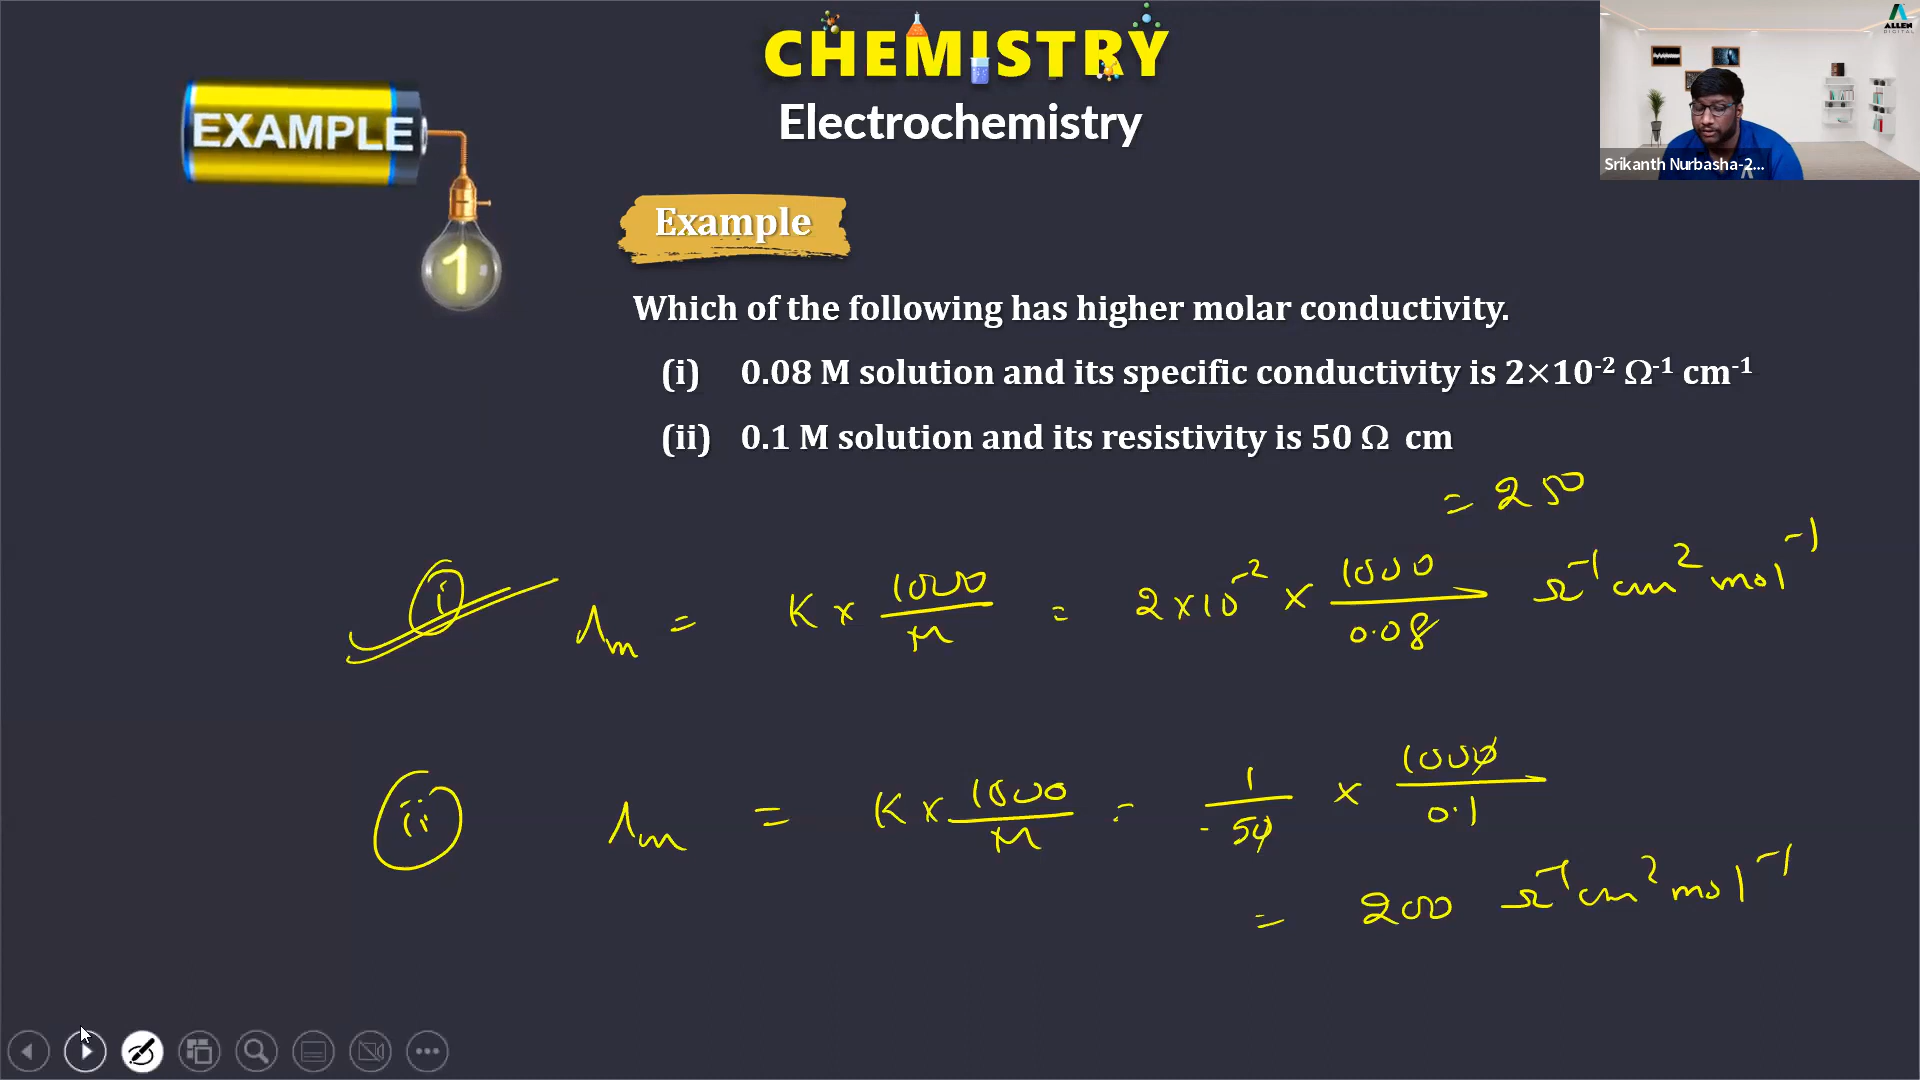 CHEMISTRY
Electrochemistry
ALLEN
DIGITAL
EXAMPLE
1
Srikanth Nurbasha-2...
Example
Which of the following has higher molar conductivity.
(i) 0.08 M solution and its specific conductivity is 2×10⁻² Ω⁻¹ cm⁻¹
(ii) 0.1 M solution and its resistivity is 50 Ω cm
= 250
(i) Λm = K × 1000/M = 2×10⁻² × 1000/0.08 Ω⁻¹ cm² mol⁻¹
(ii) Λm = K × 1000/M = 1/50 × 1000/0.1
= 200 Ω⁻¹ cm² mol⁻¹